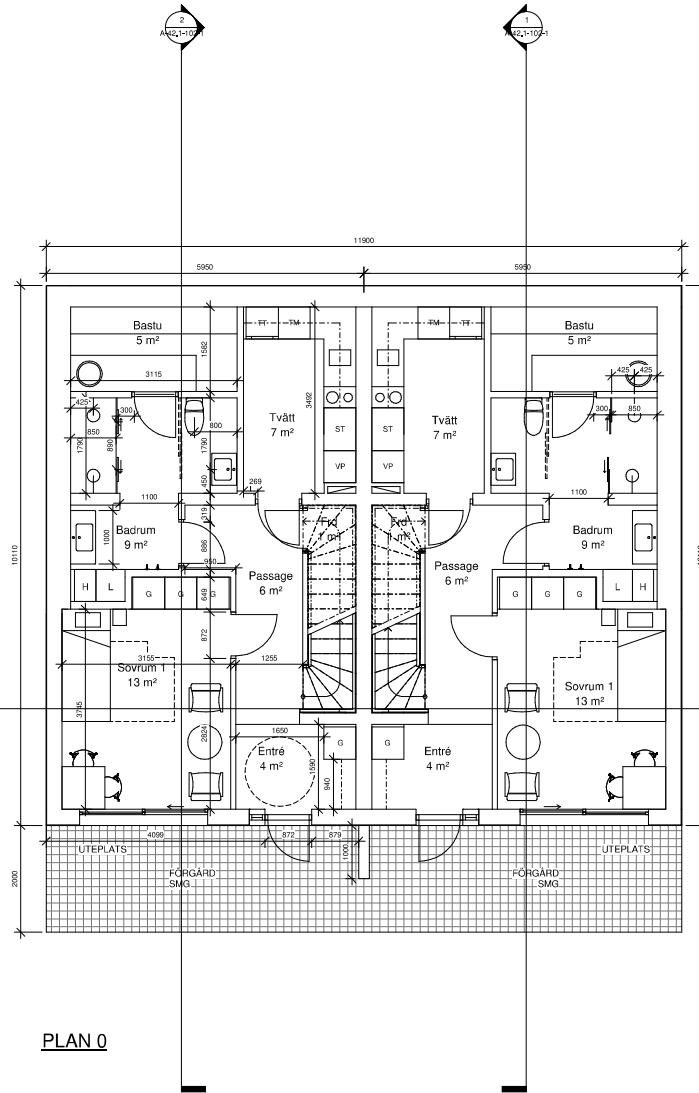 2
A-42.1-102-1
1
A-42.1-102-1
11900
5950
5950
TT
TM
TM
TT
Bastu
5 m²
Bastu
5 m²
1582
3115
3492
425
425
425
300
800
300
850
850
890
1790
1790
450
Tvätt
7 m²
Tvätt
7 m²
ST
ST
VP
VP
269
1100
1100
319
1000
Badrum
9 m²
Badrum
9 m²
886
950
Frd
1 m²
Frd
1 m²
10110
Passage
6 m²
Passage
6 m²
H
L
G
G
G
G
G
G
L
H
649
872
3155
1255
Sovrum 1
13 m²
Sovrum 1
13 m²
3745
2824
1650
1590
940
Entré
4 m²
Entré
4 m²
G
G
4099
872
879
1000
2000
UTEPLATS
UTEPLATS
FÖRGÅRD
SMG
FÖRGÅRD
SMG
PLAN 0